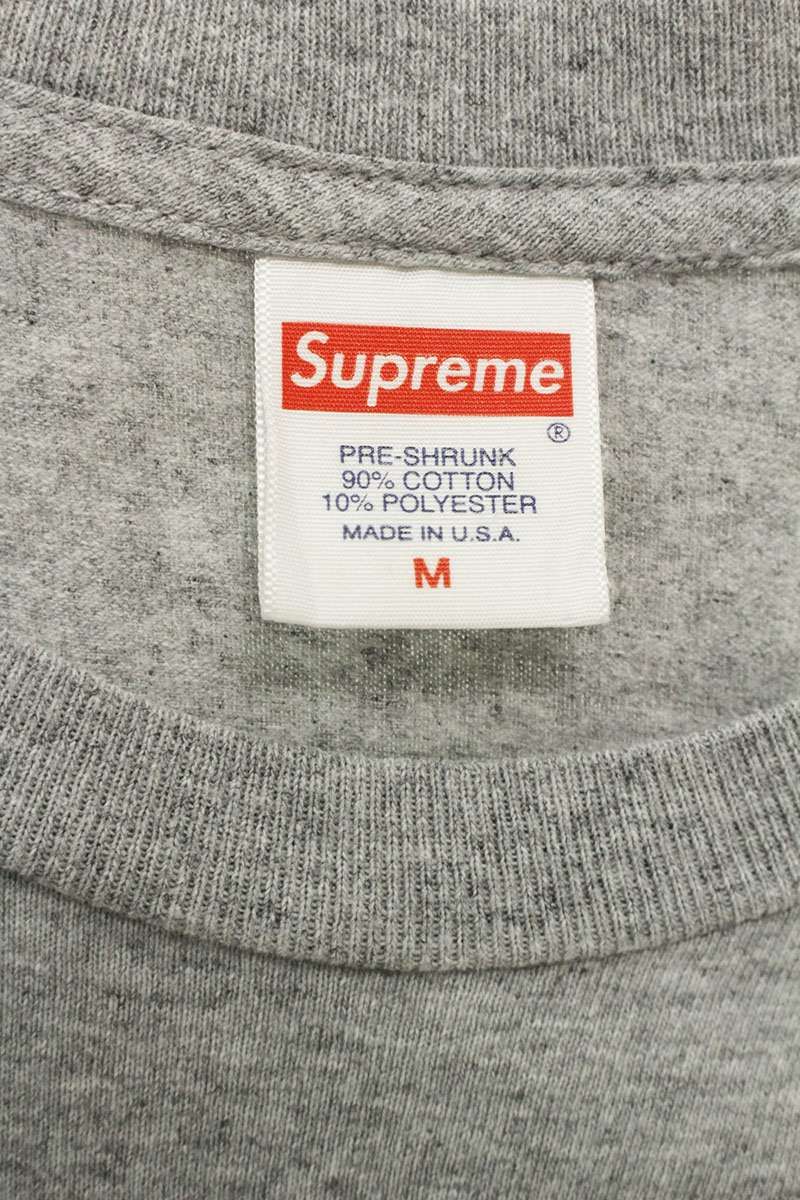 Supreme
®
PRE-SHRUNK
90% COTTON
10% POLYESTER
MADE IN U.S.A.
M